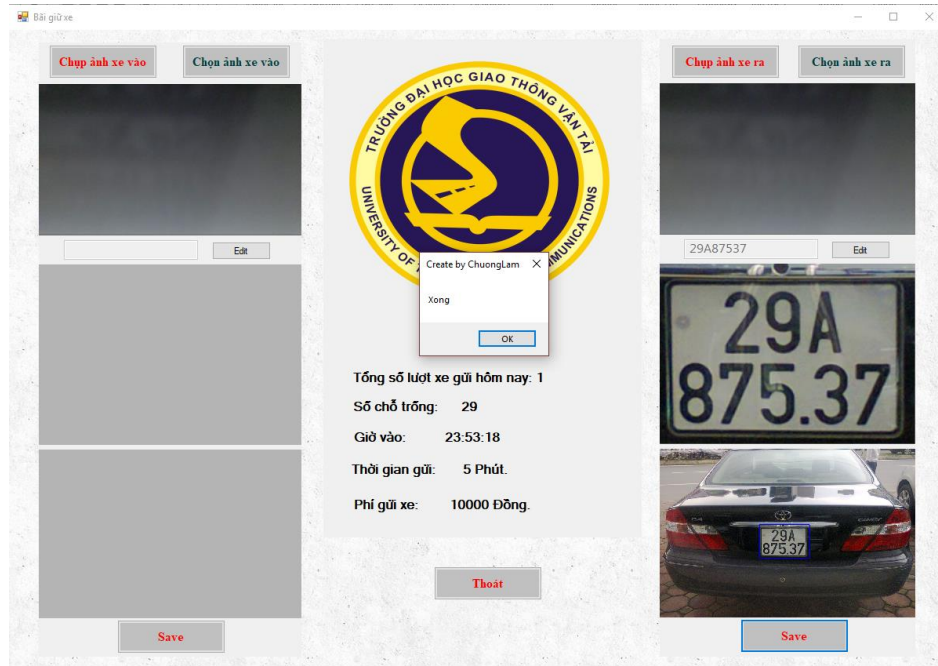 Bãi giữ xe
Chụp ảnh xe vào
Chọn ảnh xe vào
Edit
Save
TRƯỜNG ĐẠI HỌC GIAO THÔNG VẬN TẢI
UNIVERSITY OF
Create by ChuongLam
Xong
OK
Tổng số lượt xe gửi hôm nay: 1
Số chỗ trống: 29
Giờ vào: 23:53:18
Thời gian gửi: 5 Phút.
Phí gửi xe: 10000 Đồng.
Thoát
Chụp ảnh xe ra
Chọn ảnh xe ra
29A87537
Edit
29A
875.37
29A
875.37
Save